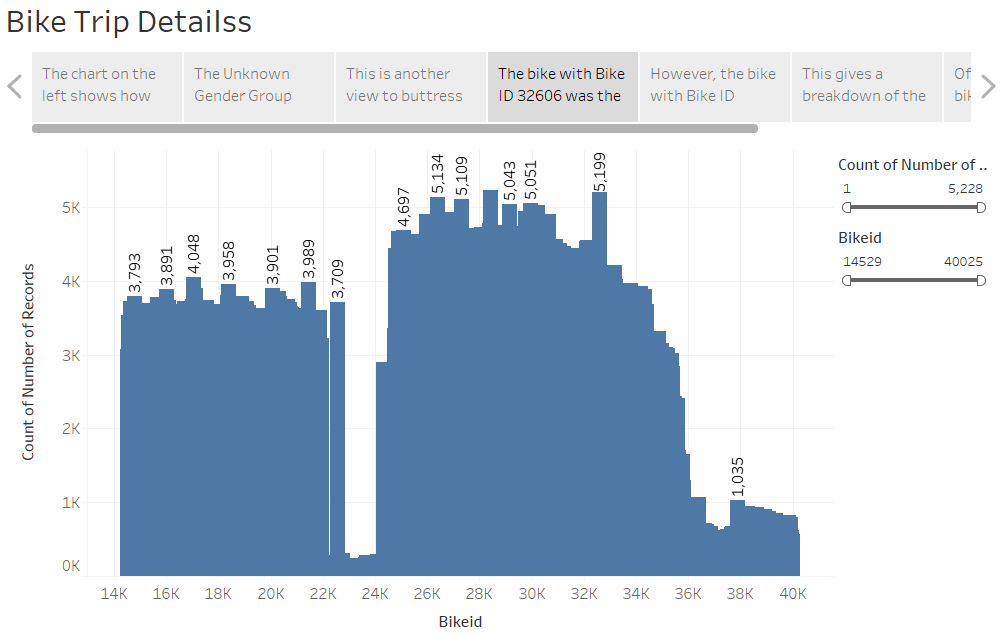 Bike Trip Detailss
The chart on the
left shows how
The Unknown
Gender Group
This is another
view to buttress
The bike with Bike
ID 32606 was the
However, the bike
with Bike ID
This gives a
breakdown of the
Of
bik
Count of Number of Records
5K
4K
3K
2K
1K
0K
3,793
3,891
4,048
3,958
3,901
3,989
3,709
4,697
5,134
5,109
5,043
5,051
5,199
1,035
14K 16K 18K 20K 22K 24K 26K 28K 30K 32K 34K 36K 38K 40K
Bikeid
Count of Number of ..
1 5,228
Bikeid
14529 40025